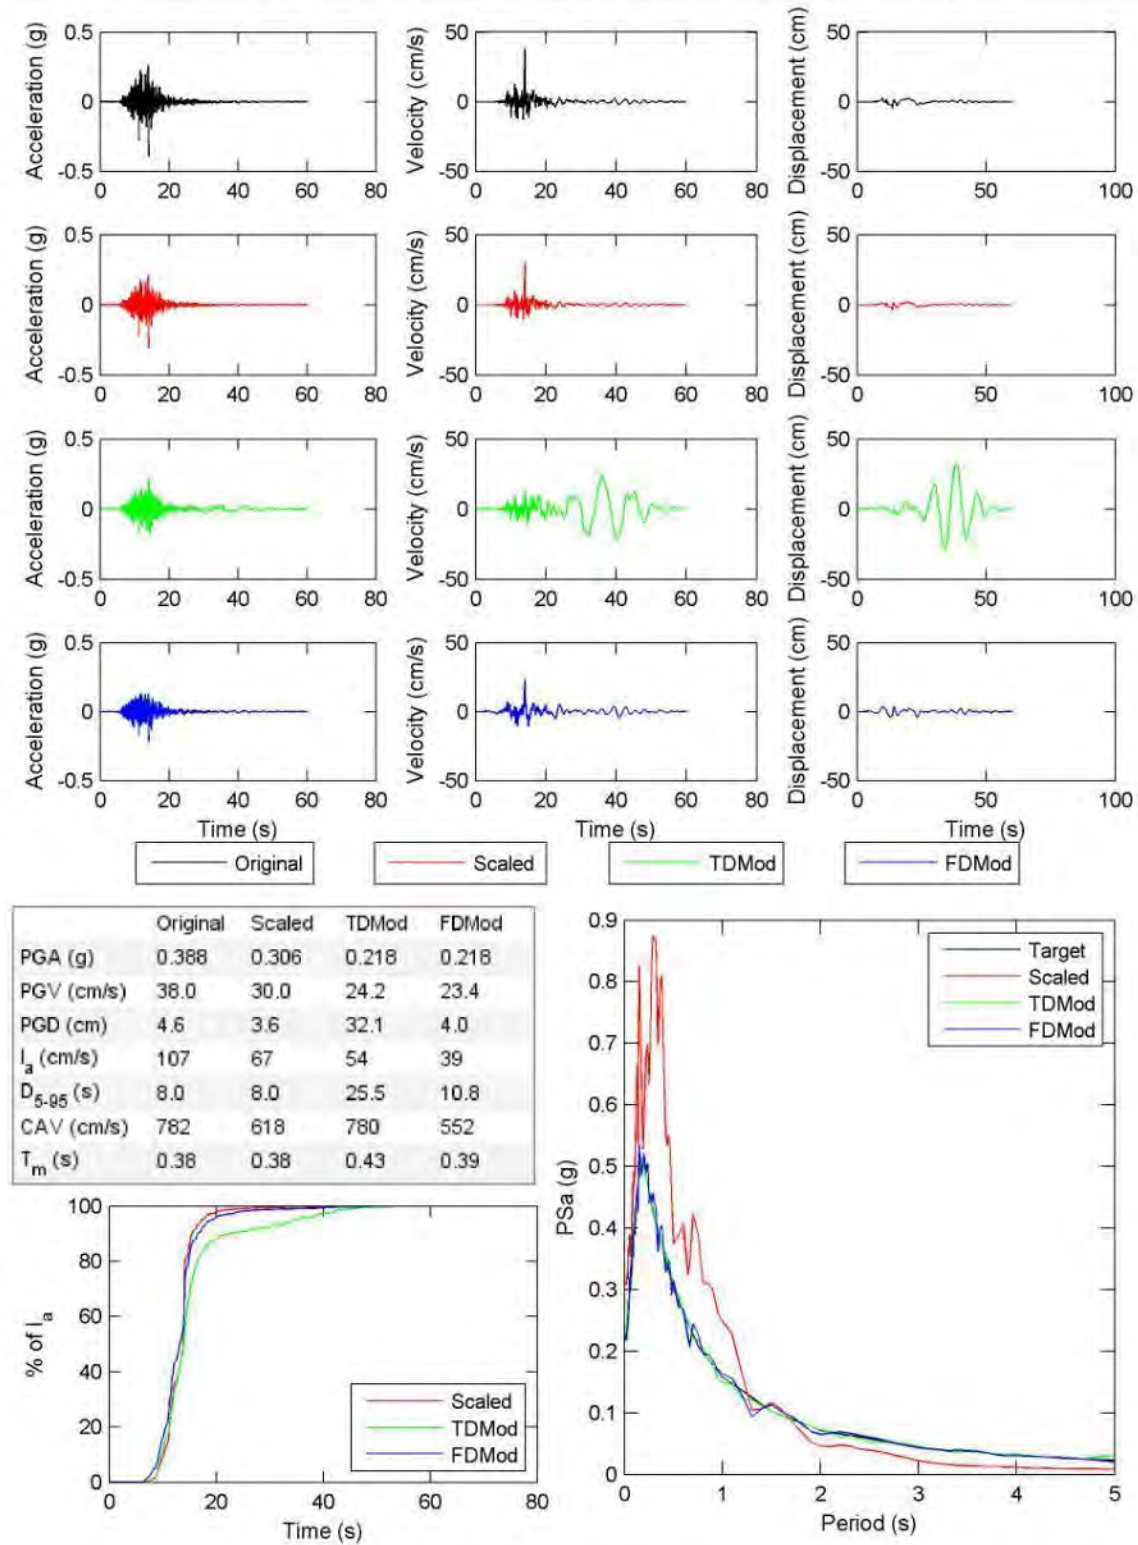 0.5
0
-0.5
0 20 40 60 80
Acceleration (g)
50
0
-50
0 20 40 60 80
Velocity (cm/s)
50
0
-50
0 50 100
Displacement (cm)
0.5
0
-0.5
0 20 40 60 80
Acceleration (g)
50
0
-50
0 20 40 60 80
Velocity (cm/s)
50
0
-50
0 50 100
Displacement (cm)
0.5
0
-0.5
0 20 40 60 80
Acceleration (g)
50
0
-50
0 20 40 60 80
Velocity (cm/s)
50
0
-50
0 50 100
Displacement (cm)
0.5
0
-0.5
0 20 40 60 80
Acceleration (g)
Time (s)
50
0
-50
0 20 40 60 80
Velocity (cm/s)
Time (s)
50
0
-50
0 50 100
Displacement (cm)
Time (s)
Original
Scaled
TDMod
FDMod
Original Scaled TDMod FDMod
PGA (g) 0.388 0.306 0.218 0.218
PGV (cm/s) 38.0 30.0 24.2 23.4
PGD (cm) 4.6 3.6 32.1 4.0
Ia (cm/s) 107 67 54 39
D5-95 (s) 8.0 8.0 25.5 10.8
CAV (cm/s) 782 618 780 552
Tm (s) 0.38 0.38 0.43 0.39
100
80
60
40
20
0
0 20 40 60 80
% of Ia
Time (s)
Scaled
TDMod
FDMod
0.9
0.8
0.7
0.6
0.5
0.4
0.3
0.2
0.1
0
0 1 2 3 4 5
PSa (g)
Period (s)
Target
Scaled
TDMod
FDMod